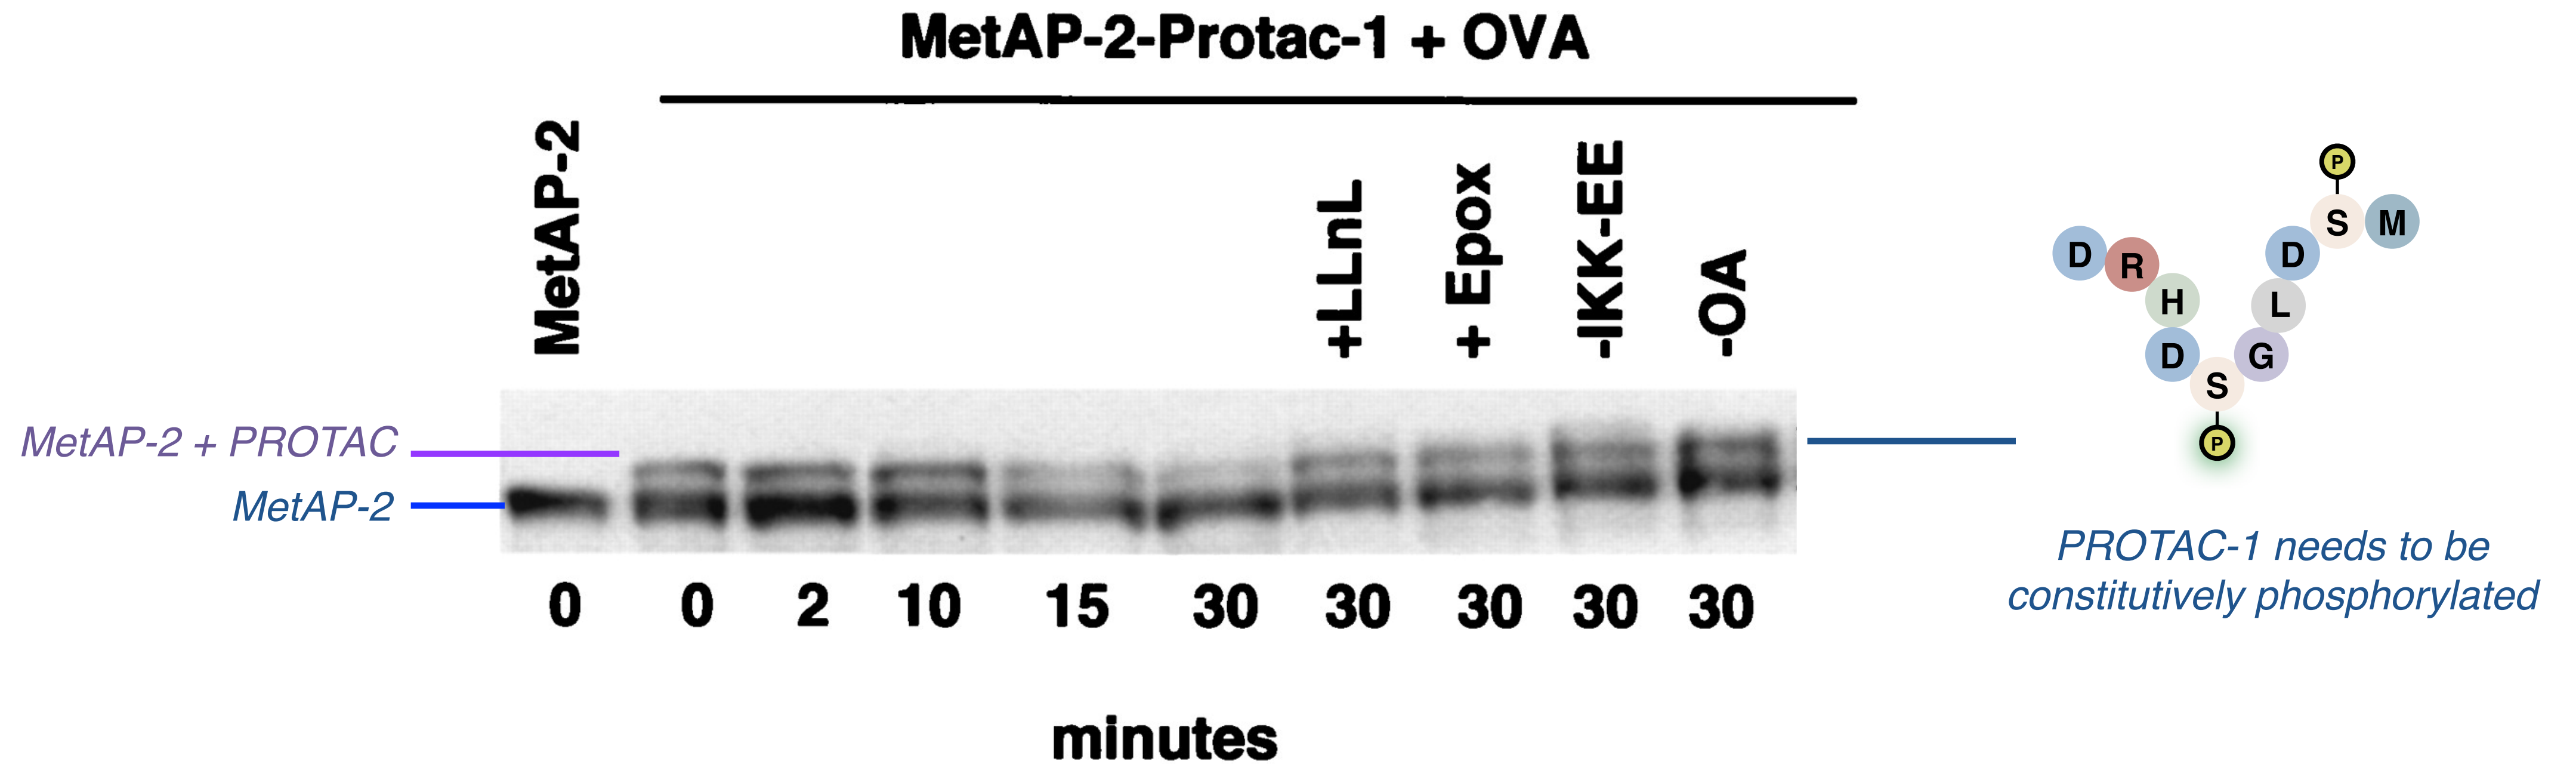 MetAP-2-Protac-1 + OVA
MetAP-2
+LLnL
+ Epox
-IKK-EE
-OA
MetAP-2 + PROTAC
MetAP-2
0 0 2 10 15 30 30 30 30 30
minutes
P
S M
D
D R
H
L
D
G
S
P
PROTAC-1 needs to be
constitutively phosphorylated